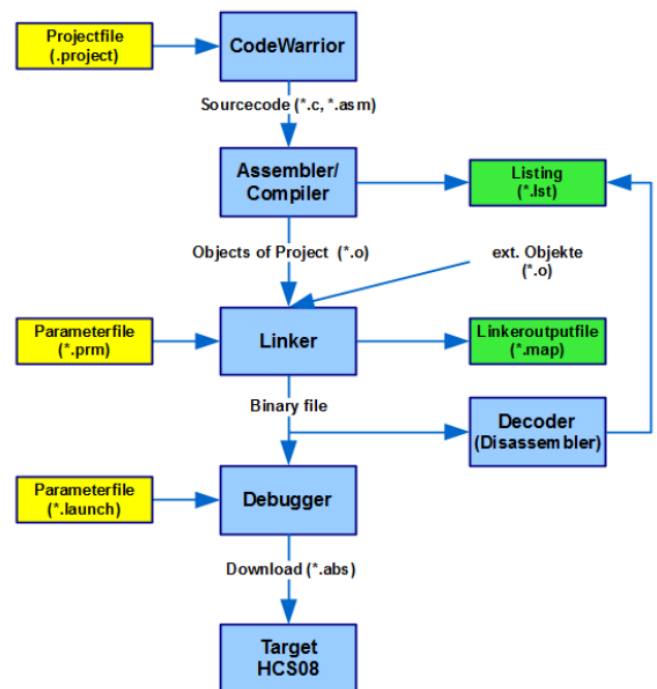 Projectfile
(.project)
CodeWarrior
Sourcecode (*.c, *.asm)
Assembler/
Compiler
Listing
(*.lst)
Objects of Project (*.o)
ext. Objekte
(*.o)
Parameterfile
(*.prm)
Linker
Linkeroutputfile
(*.map)
Binary file
Decoder
(Disassembler)
Parameterfile
(*.launch)
Debugger
Download (*.abs)
Target
HCS08